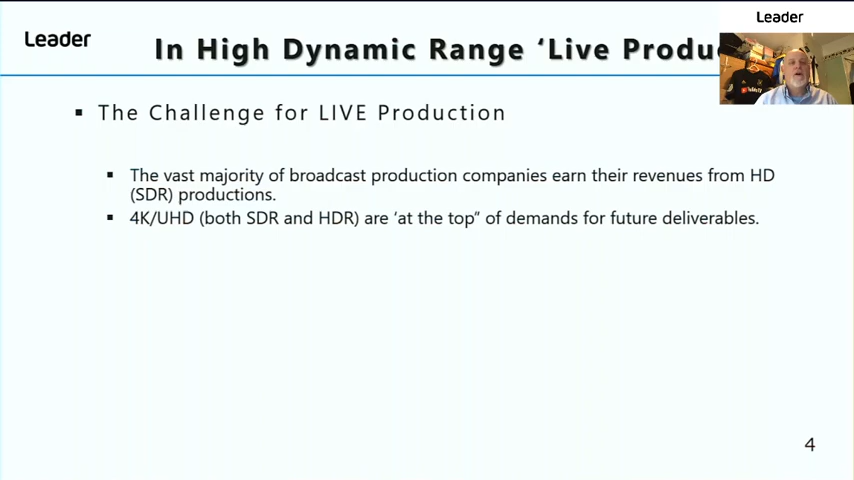 Leader
In High Dynamic Range ‘Live Produ
Leader
▪ The Challenge for LIVE Production
▪ The vast majority of broadcast production companies earn their revenues from HD
(SDR) productions.
▪ 4K/UHD (both SDR and HDR) are ‘at the top” of demands for future deliverables.
4